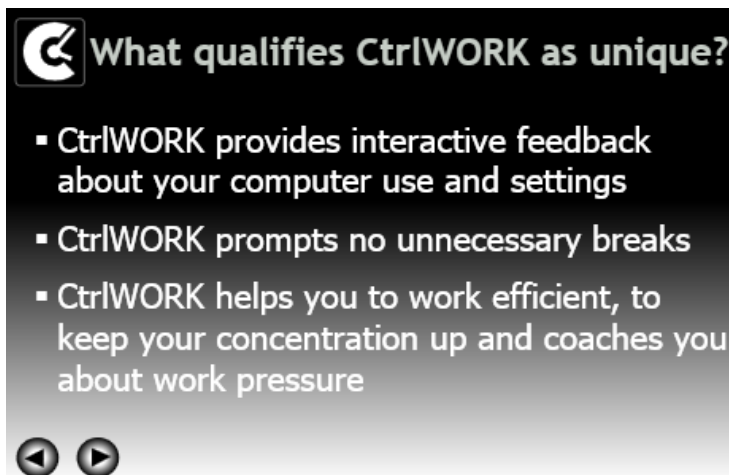 What qualifies CtrlWORK as unique?
▪ CtrlWORK provides interactive feedback
about your computer use and settings
▪ CtrlWORK prompts no unnecessary breaks
▪ CtrlWORK helps you to work efficient, to
keep your concentration up and coaches you
about work pressure